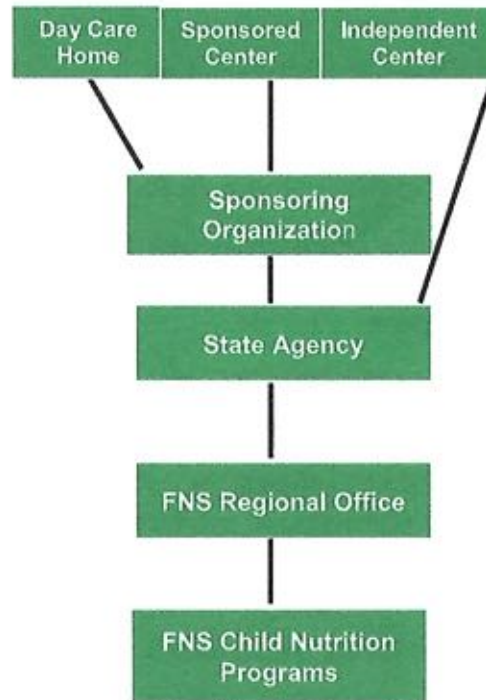 Day Care
Home
Sponsored
Center
Independent
Center
Sponsoring
Organization
State Agency
FNS Regional Office
FNS Child Nutrition
Programs